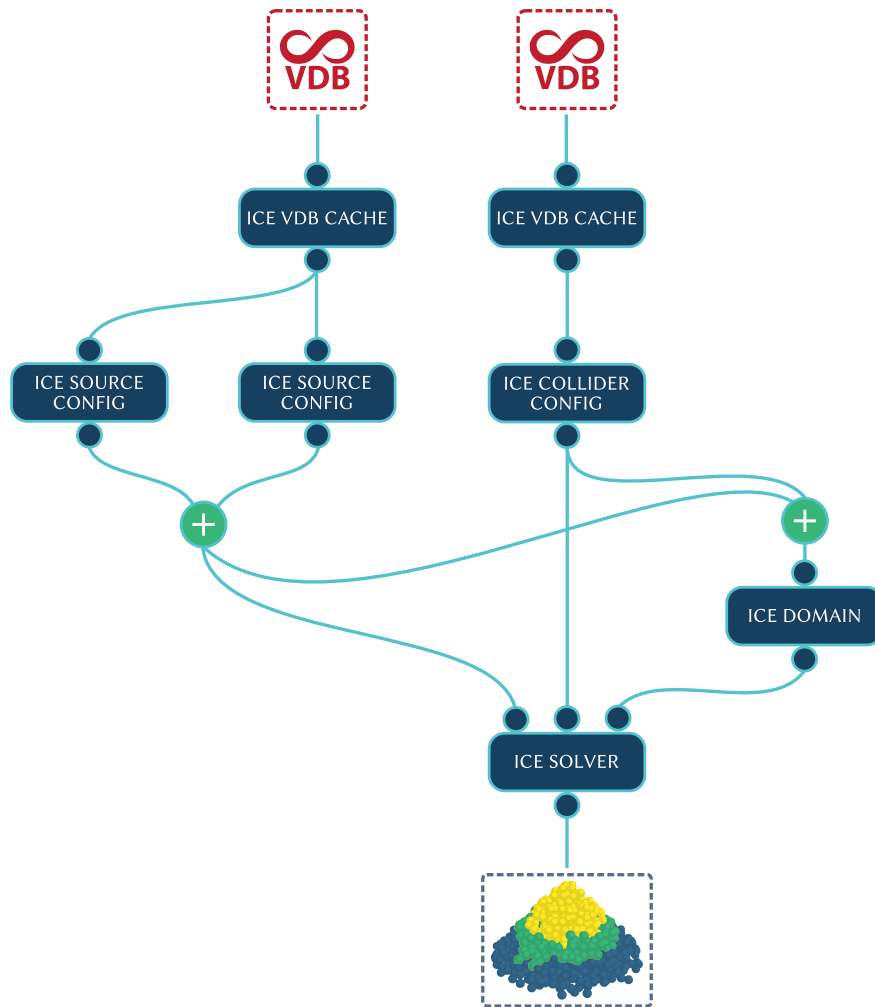 VDB
VDB
ICE VDB CACHE
ICE VDB CACHE
ICE SOURCE
CONFIG
ICE SOURCE
CONFIG
ICE COLLIDER
CONFIG
ICE DOMAIN
ICE SOLVER